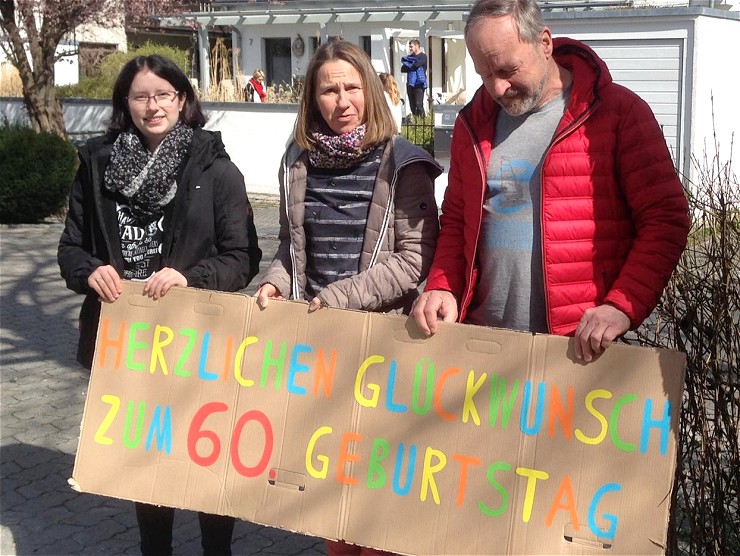 HERZLICHEN GLÜCKWUNSCH
ZUM 60. GEBURTSTAG